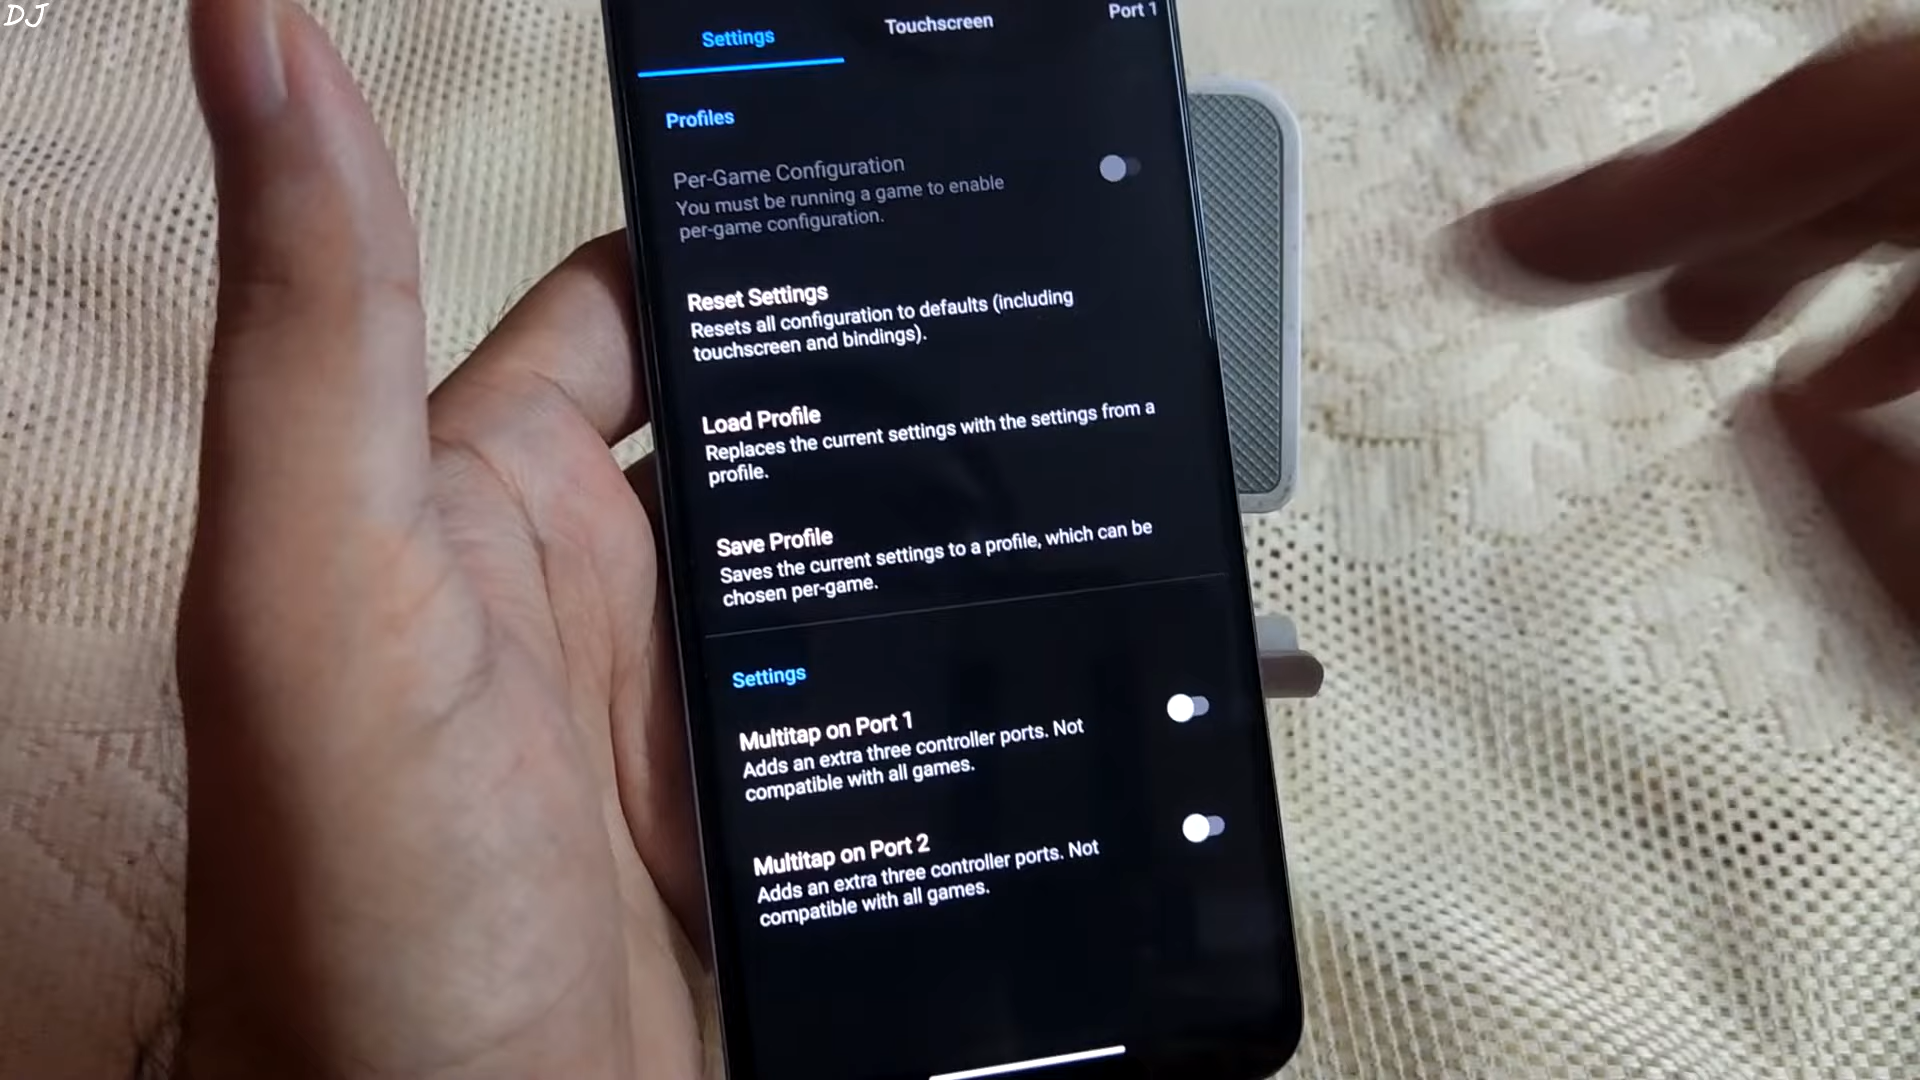 DJ
Settings
Touchscreen
Port 1
Profiles
Per-Game Configuration
You must be running a game to enable
per-game configuration.
Reset Settings
Resets all configuration to defaults (including
touchscreen and bindings).
Load Profile
Replaces the current settings with the settings from a
profile.
Save Profile
Saves the current settings to a profile, which can be
chosen per-game.
Settings
Multitap on Port 1
Adds an extra three controller ports. Not
compatible with all games.
Multitap on Port 2
Adds an extra three controller ports. Not
compatible with all games.